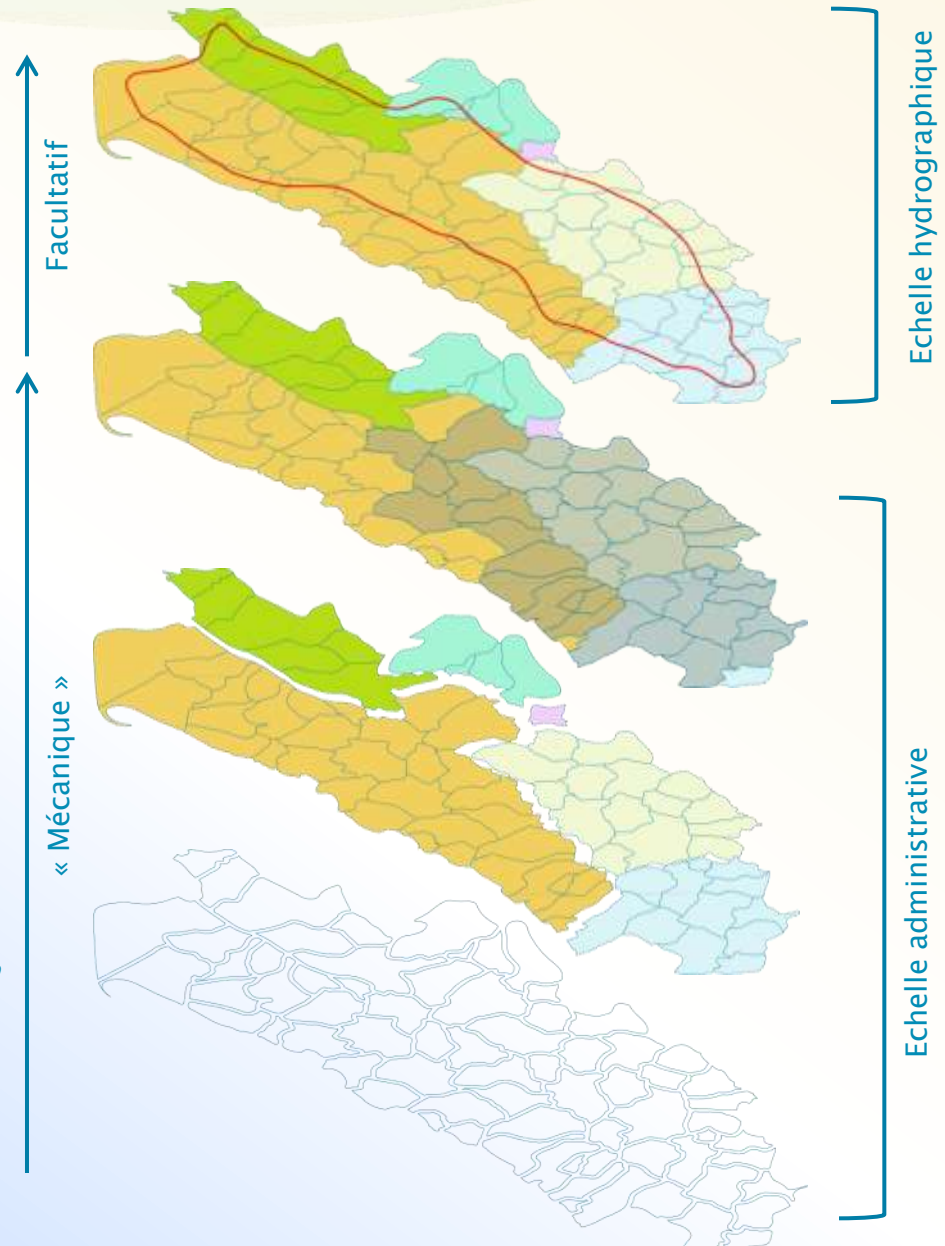 « Mécanique »
Facultatif
Echelle administrative
Echelle hydrographique